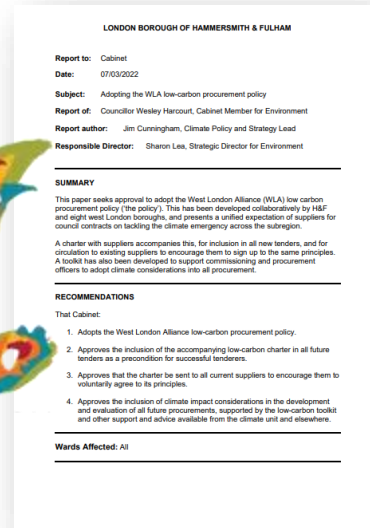 LONDON BOROUGH OF HAMMERSMITH & FULHAM
Report to: Cabinet
Date: 07/03/2022
Subject: Adopting the WLA low-carbon procurement policy
Report of: Councillor Wesley Harcourt, Cabinet Member for Environment
Report author: Jim Cunningham, Climate Policy and Strategy Lead
Responsible Director: Sharon Lea, Strategic Director for Environment
SUMMARY
This paper seeks approval to adopt the West London Alliance (WLA) low carbon
procurement policy ('the policy'). This has been developed collaboratively by H&F
and eight west London boroughs, and presents a unified expectation of suppliers for
council contracts on tackling the climate emergency across the subregion.
A charter with suppliers accompanies this, for inclusion in all new tenders, and for
circulation to existing suppliers to encourage them to sign up to the same principles.
A toolkit has also been developed to support commissioning and procurement
officers to adopt climate considerations into all procurement.
RECOMMENDATIONS
That Cabinet:
1. Adopts the West London Alliance low-carbon procurement policy.
2. Approves the inclusion of the accompanying low-carbon charter in all future
tenders as a precondition for successful tenderers.
3. Approves that the charter be sent to all current suppliers to encourage them to
voluntarily agree to its principles.
4. Approves the inclusion of climate impact considerations in the development
and evaluation of all future procurements, supported by the low-carbon toolkit
and other support and advice available from the climate unit and elsewhere.
Wards Affected: All